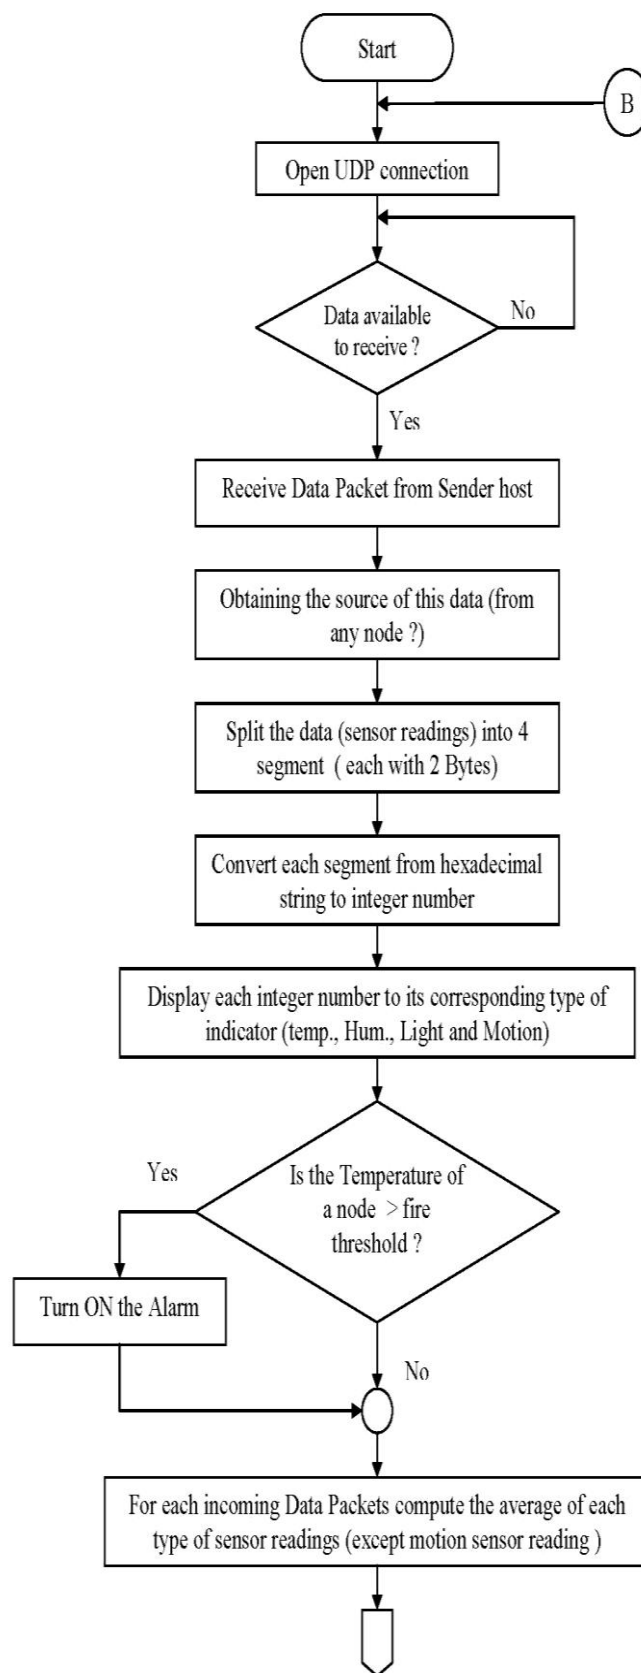 Start
B
Open UDP connection
Data available
to receive ?
No
Yes
Receive Data Packet from Sender host
Obtaining the source of this data (from
any node ?)
Split the data (sensor readings) into 4
segment ( each with 2 Bytes)
Convert each segment from hexadecimal
string to integer number
Display each integer number to its corresponding type of
indicator (temp., Hum., Light and Motion)
Yes
Is the Temperature of
a node > fire
threshold ?
Turn ON the Alarm
No
For each incoming Data Packets compute the average of each
type of sensor readings (except motion sensor reading )